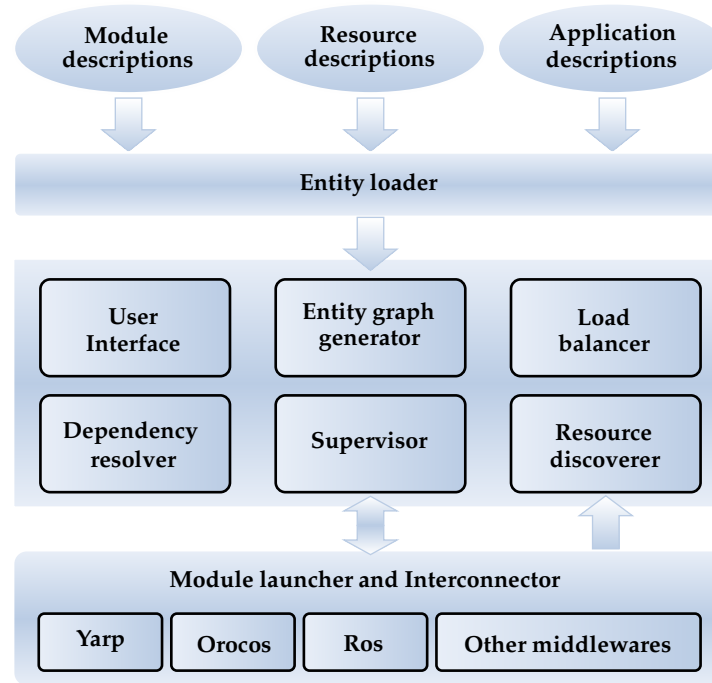 Module
descriptions
Resource
descriptions
Application
descriptions
Entity loader
User
Interface
Entity graph
generator
Load
balancer
Dependency
resolver
Supervisor
Resource
discoverer
Module launcher and Interconnector
Yarp
Orocos
Ros
Other middlewares